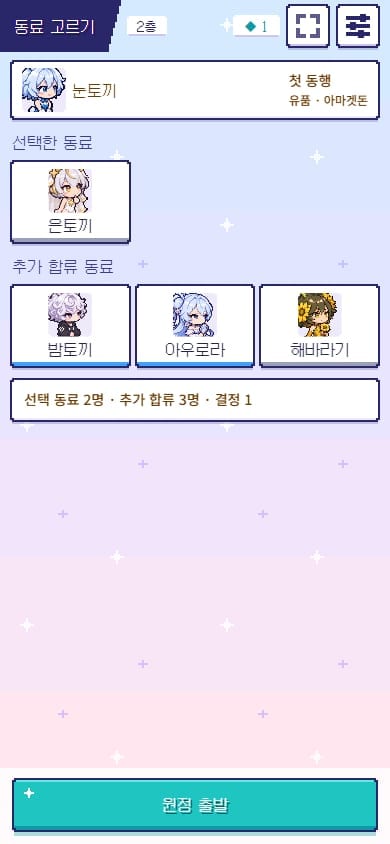 동료 고르기
2층
1
눈토끼
첫 동행
유품 · 아마겟돈
선택한 동료
은토끼
추가 합류 동료
밤토끼
아우로라
해바라기
선택 동료 2명 · 추가 합류 3명 · 결정 1
원정 출발